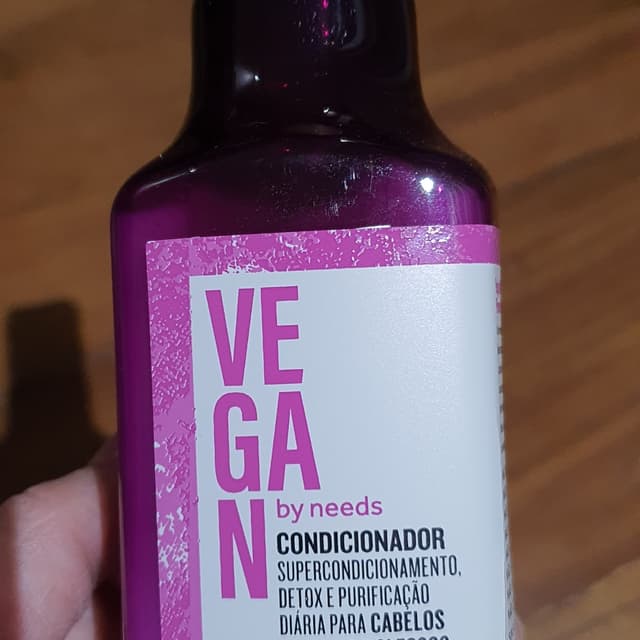 VE
GA
N
by needs
CONDICIONADOR
SUPERCONDICIONAMENTO,
DETOX E PURIFICAÇÃO
DIÁRIA PARA CABELOS